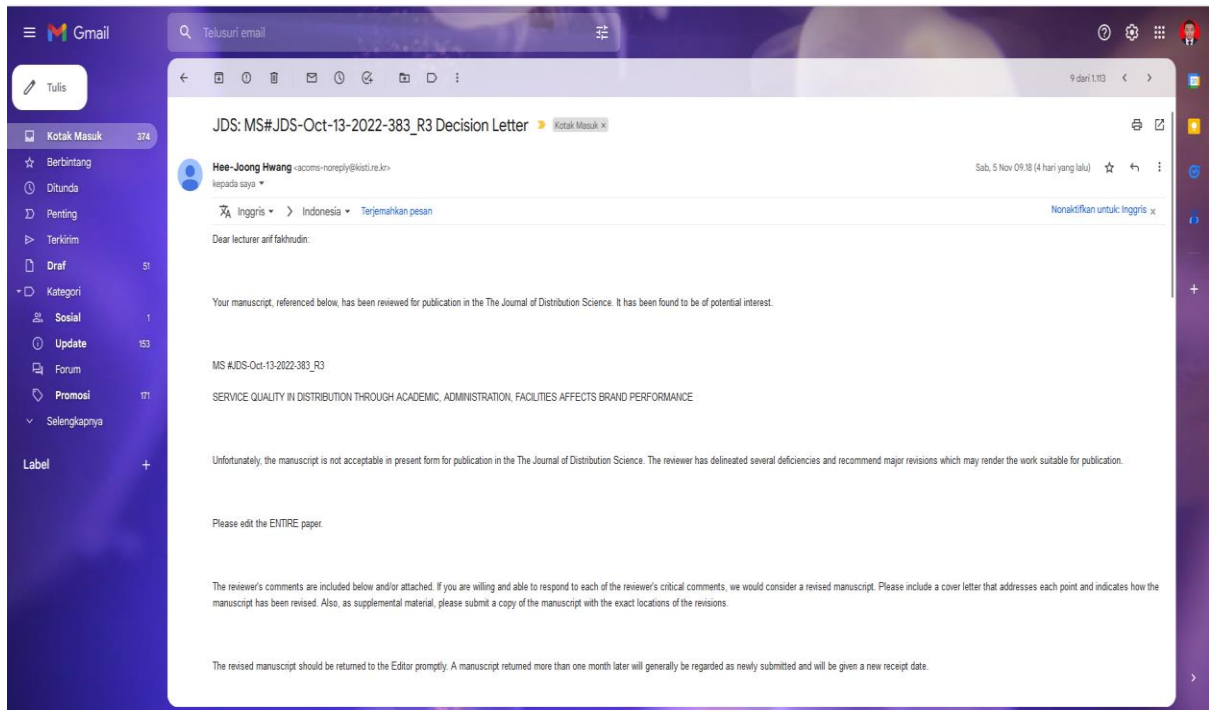 Gmail
Telusuri email
Tulis
9 dari 1.113
Kotak Masuk 374
Berbintang
Ditunda
Penting
Terkirim
Draf 51
Kategori
Sosial 1
Update 153
Forum
Promosi 171
Selengkapnya
Label
JDS: MS#JDS-Oct-13-2022-383_R3 Decision Letter
Kotak Masuk x
Hee-Joong Hwang <acoms-noreply@kisti.re.kr>
Sab, 5 Nov 09.18 (4 hari yang lalu)
kepada saya
Inggris > Indonesia Terjemahkan pesan
Nonaktifkan untuk: Inggris x
Dear lecturer arif fakhrudin:
Your manuscript, referenced below, has been reviewed for publication in the The Journal of Distribution Science. It has been found to be of potential interest.
MS #JDS-Oct-13-2022-383_R3
SERVICE QUALITY IN DISTRIBUTION THROUGH ACADEMIC, ADMINISTRATION, FACILITIES AFFECTS BRAND PERFORMANCE
Unfortunately, the manuscript is not acceptable in present form for publication in the The Journal of Distribution Science. The reviewer has delineated several deficiencies and recommend major revisions which may render the work suitable for publication.
Please edit the ENTIRE paper.
The reviewer's comments are included below and/or attached. If you are willing and able to respond to each of the reviewer's critical comments, we would consider a revised manuscript. Please include a cover letter that addresses each point and indicates how the
manuscript has been revised. Also, as supplemental material, please submit a copy of the manuscript with the exact locations of the revisions.
The revised manuscript should be returned to the Editor promptly. A manuscript returned more than one month later will generally be regarded as newly submitted and will be given a new receipt date.